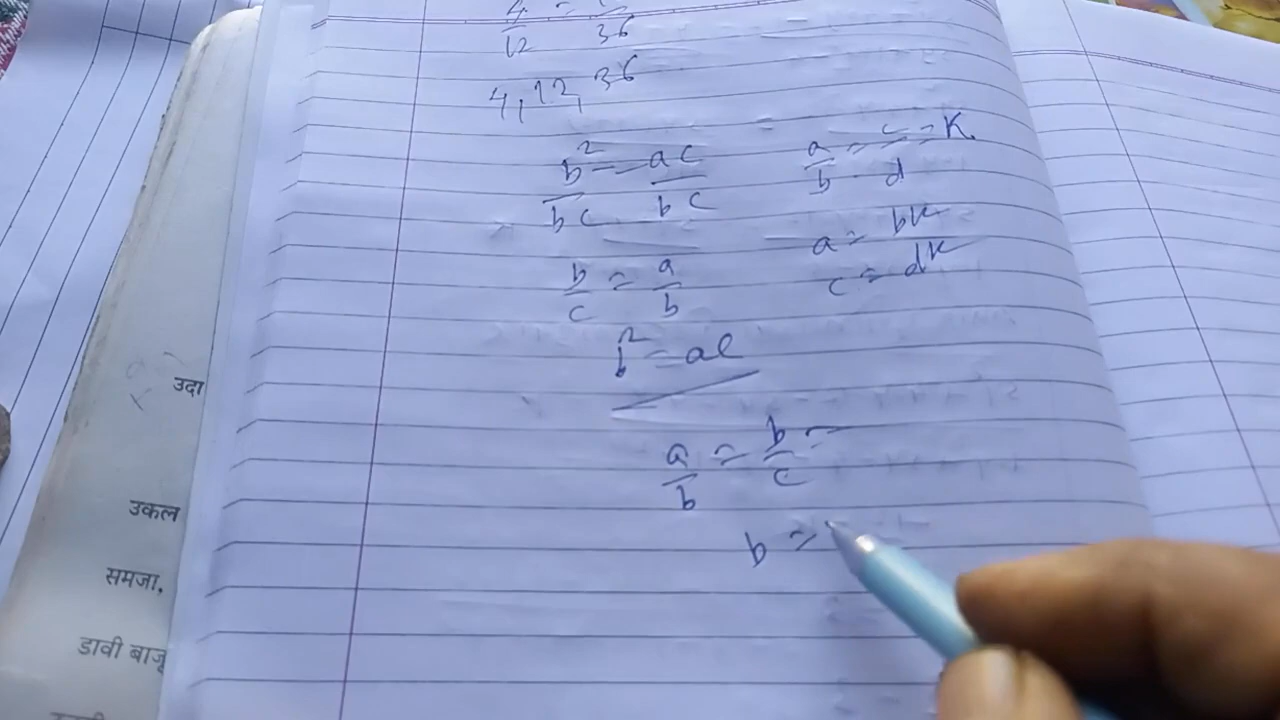 4/12 = /36
4, 12, 36
b²/bc = ac/bc
a/b = c/d = K
a = bk
c = dk
b/c = a/b
b² = ac
a/b = b/c =
b =
उदा
उकल
समजा,
डावी बाजू